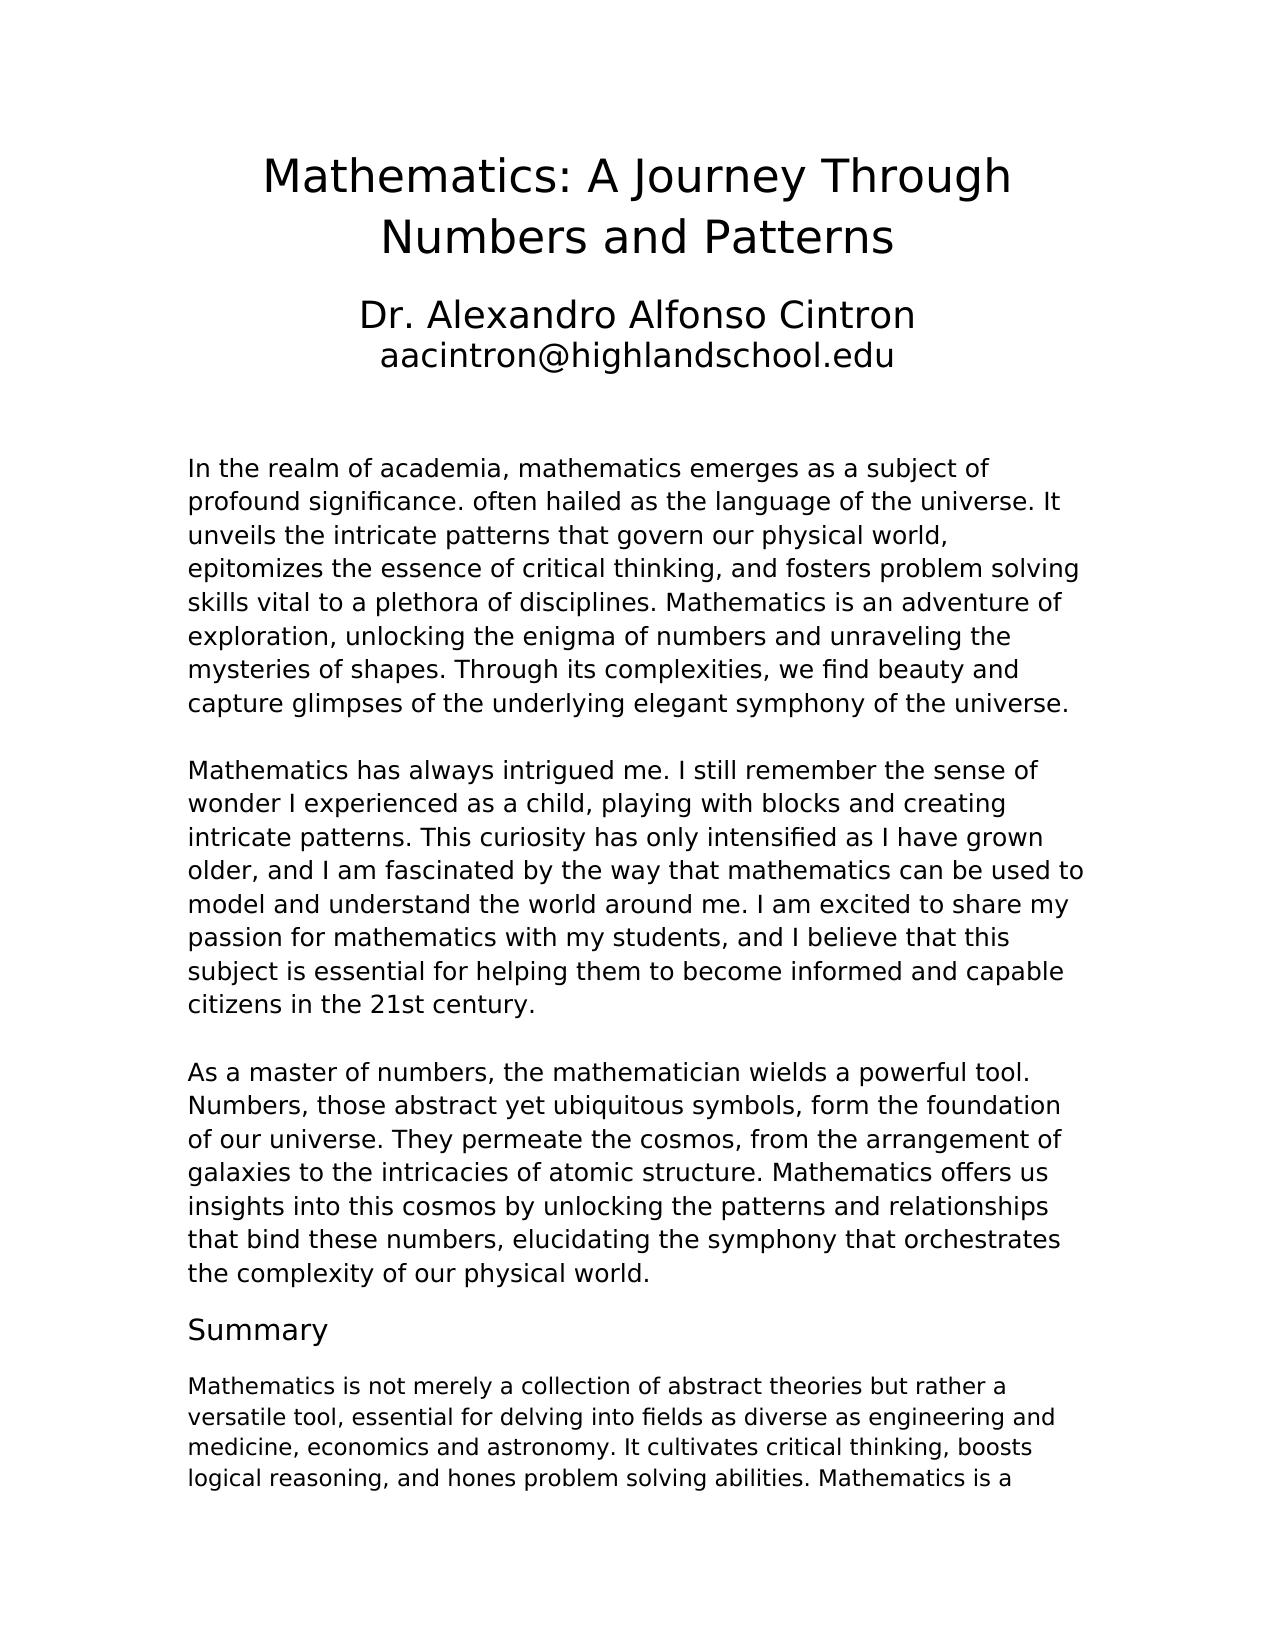 Mathematics: A Journey Through
Numbers and Patterns
Dr. Alexandro Alfonso Cintron
aacintron@highlandschool.edu
In the realm of academia, mathematics emerges as a subject of
profound significance. often hailed as the language of the universe. It
unveils the intricate patterns that govern our physical world,
epitomizes the essence of critical thinking, and fosters problem solving
skills vital to a plethora of disciplines. Mathematics is an adventure of
exploration, unlocking the enigma of numbers and unraveling the
mysteries of shapes. Through its complexities, we find beauty and
capture glimpses of the underlying elegant symphony of the universe.
Mathematics has always intrigued me. I still remember the sense of
wonder I experienced as a child, playing with blocks and creating
intricate patterns. This curiosity has only intensified as I have grown
older, and I am fascinated by the way that mathematics can be used to
model and understand the world around me. I am excited to share my
passion for mathematics with my students, and I believe that this
subject is essential for helping them to become informed and capable
citizens in the 21st century.
As a master of numbers, the mathematician wields a powerful tool.
Numbers, those abstract yet ubiquitous symbols, form the foundation
of our universe. They permeate the cosmos, from the arrangement of
galaxies to the intricacies of atomic structure. Mathematics offers us
insights into this cosmos by unlocking the patterns and relationships
that bind these numbers, elucidating the symphony that orchestrates
the complexity of our physical world.
Summary
Mathematics is not merely a collection of abstract theories but rather a
versatile tool, essential for delving into fields as diverse as engineering and
medicine, economics and astronomy. It cultivates critical thinking, boosts
logical reasoning, and hones problem solving abilities. Mathematics is a